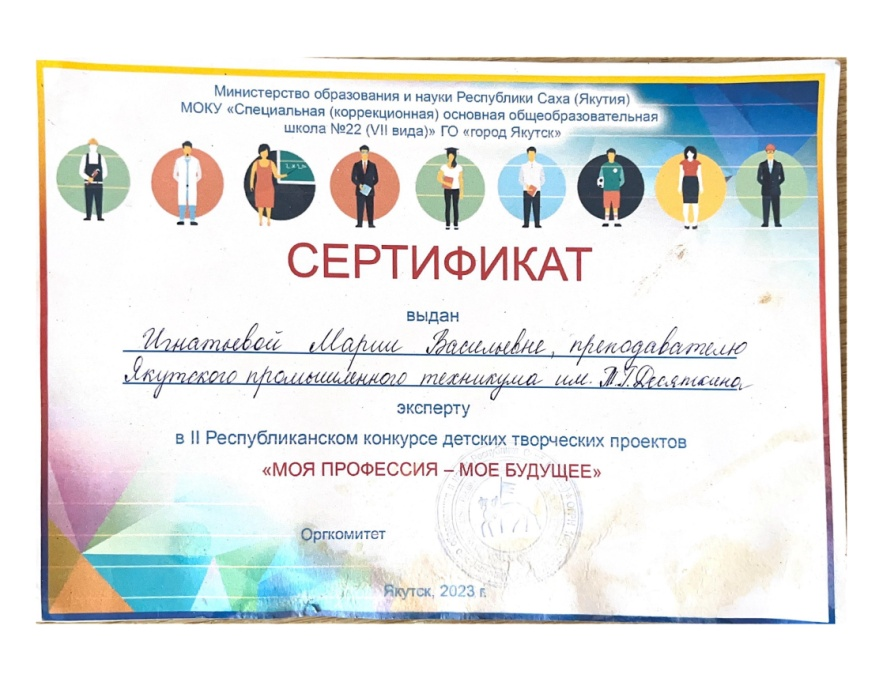 Министерство образования и науки Республики Саха (Якутия)
МОКУ «Специальная (коррекционная) основная общеобразовательная
школа №22 (VII вида)» ГО «город Якутск»
СЕРТИФИКАТ
выдан
Игнатьевой Марии Васильевне, преподавателю
Якутского промышленного техникума им. Т.Г. Десяткина
эксперту
в II Республиканском конкурсе детских творческих проектов
«МОЯ ПРОФЕССИЯ – МОЕ БУДУЩЕЕ»
Оргкомитет
Якутск, 2023 г.